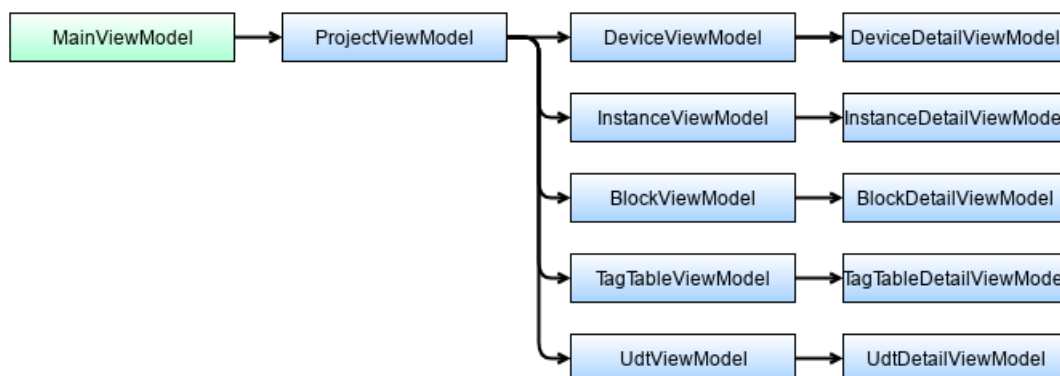 MainViewModel
ProjectViewModel
DeviceViewModel
DeviceDetailViewModel
InstanceViewModel
InstanceDetailViewMode
BlockViewModel
BlockDetailViewModel
TagTableViewModel
TagTableDetailViewMode
UdtViewModel
UdtDetailViewModel